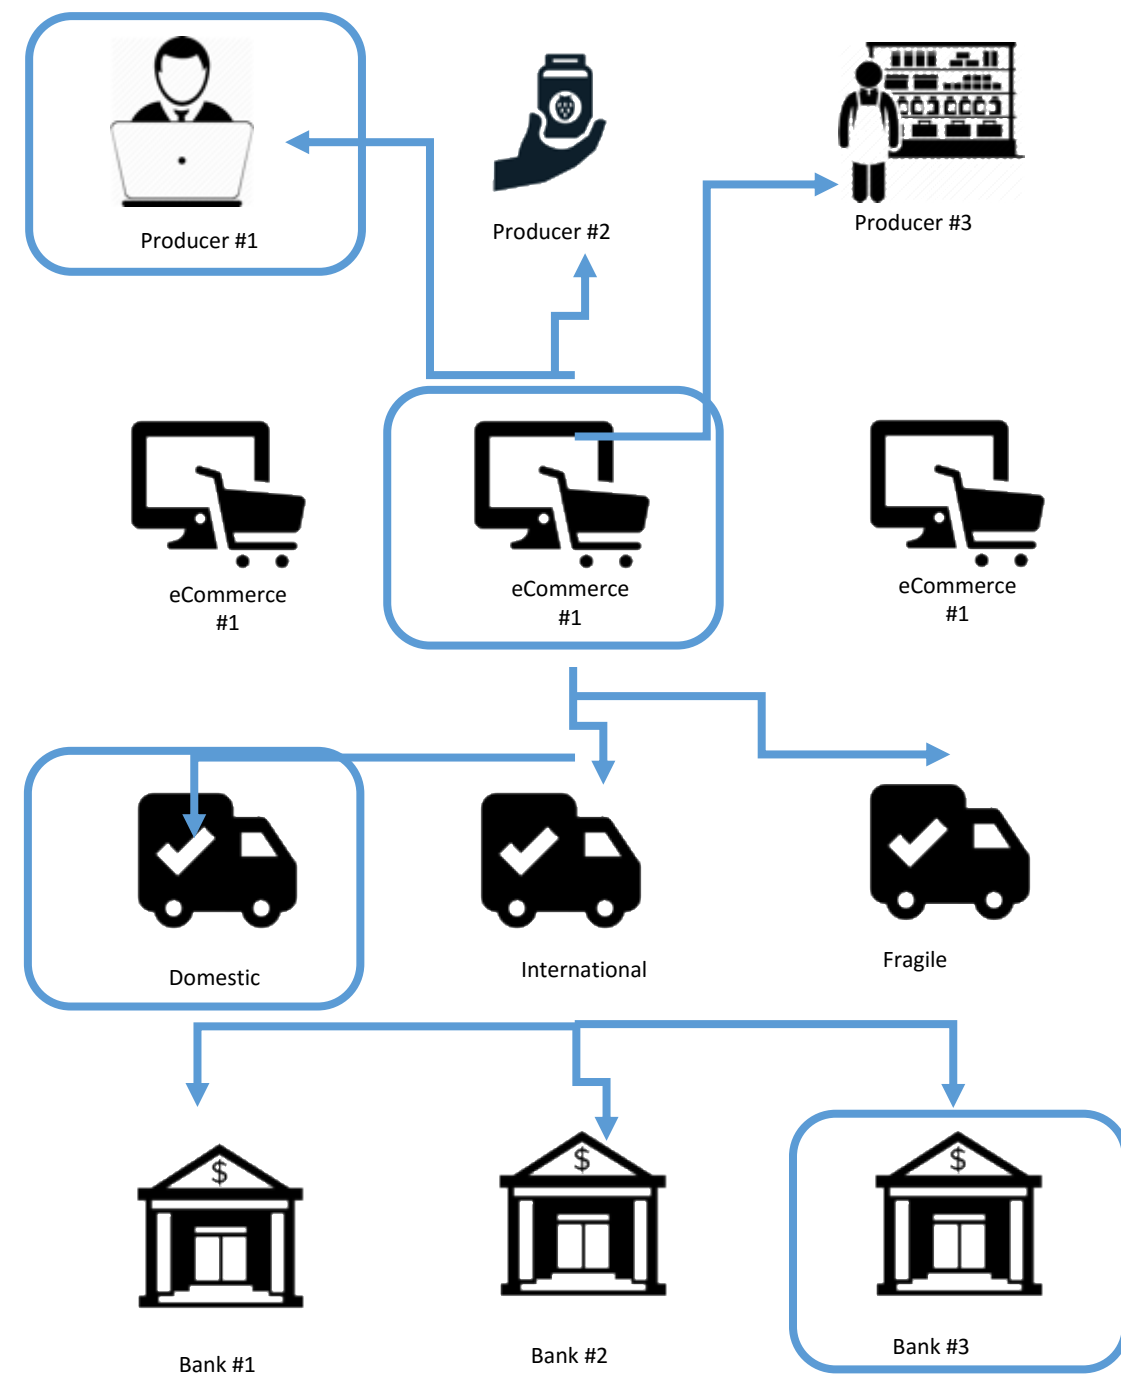 Producer #1
Producer #2
Producer #3
eCommerce
#1
eCommerce
#1
eCommerce
#1
Domestic
International
Fragile
$
$
$
Bank #1
Bank #2
Bank #3